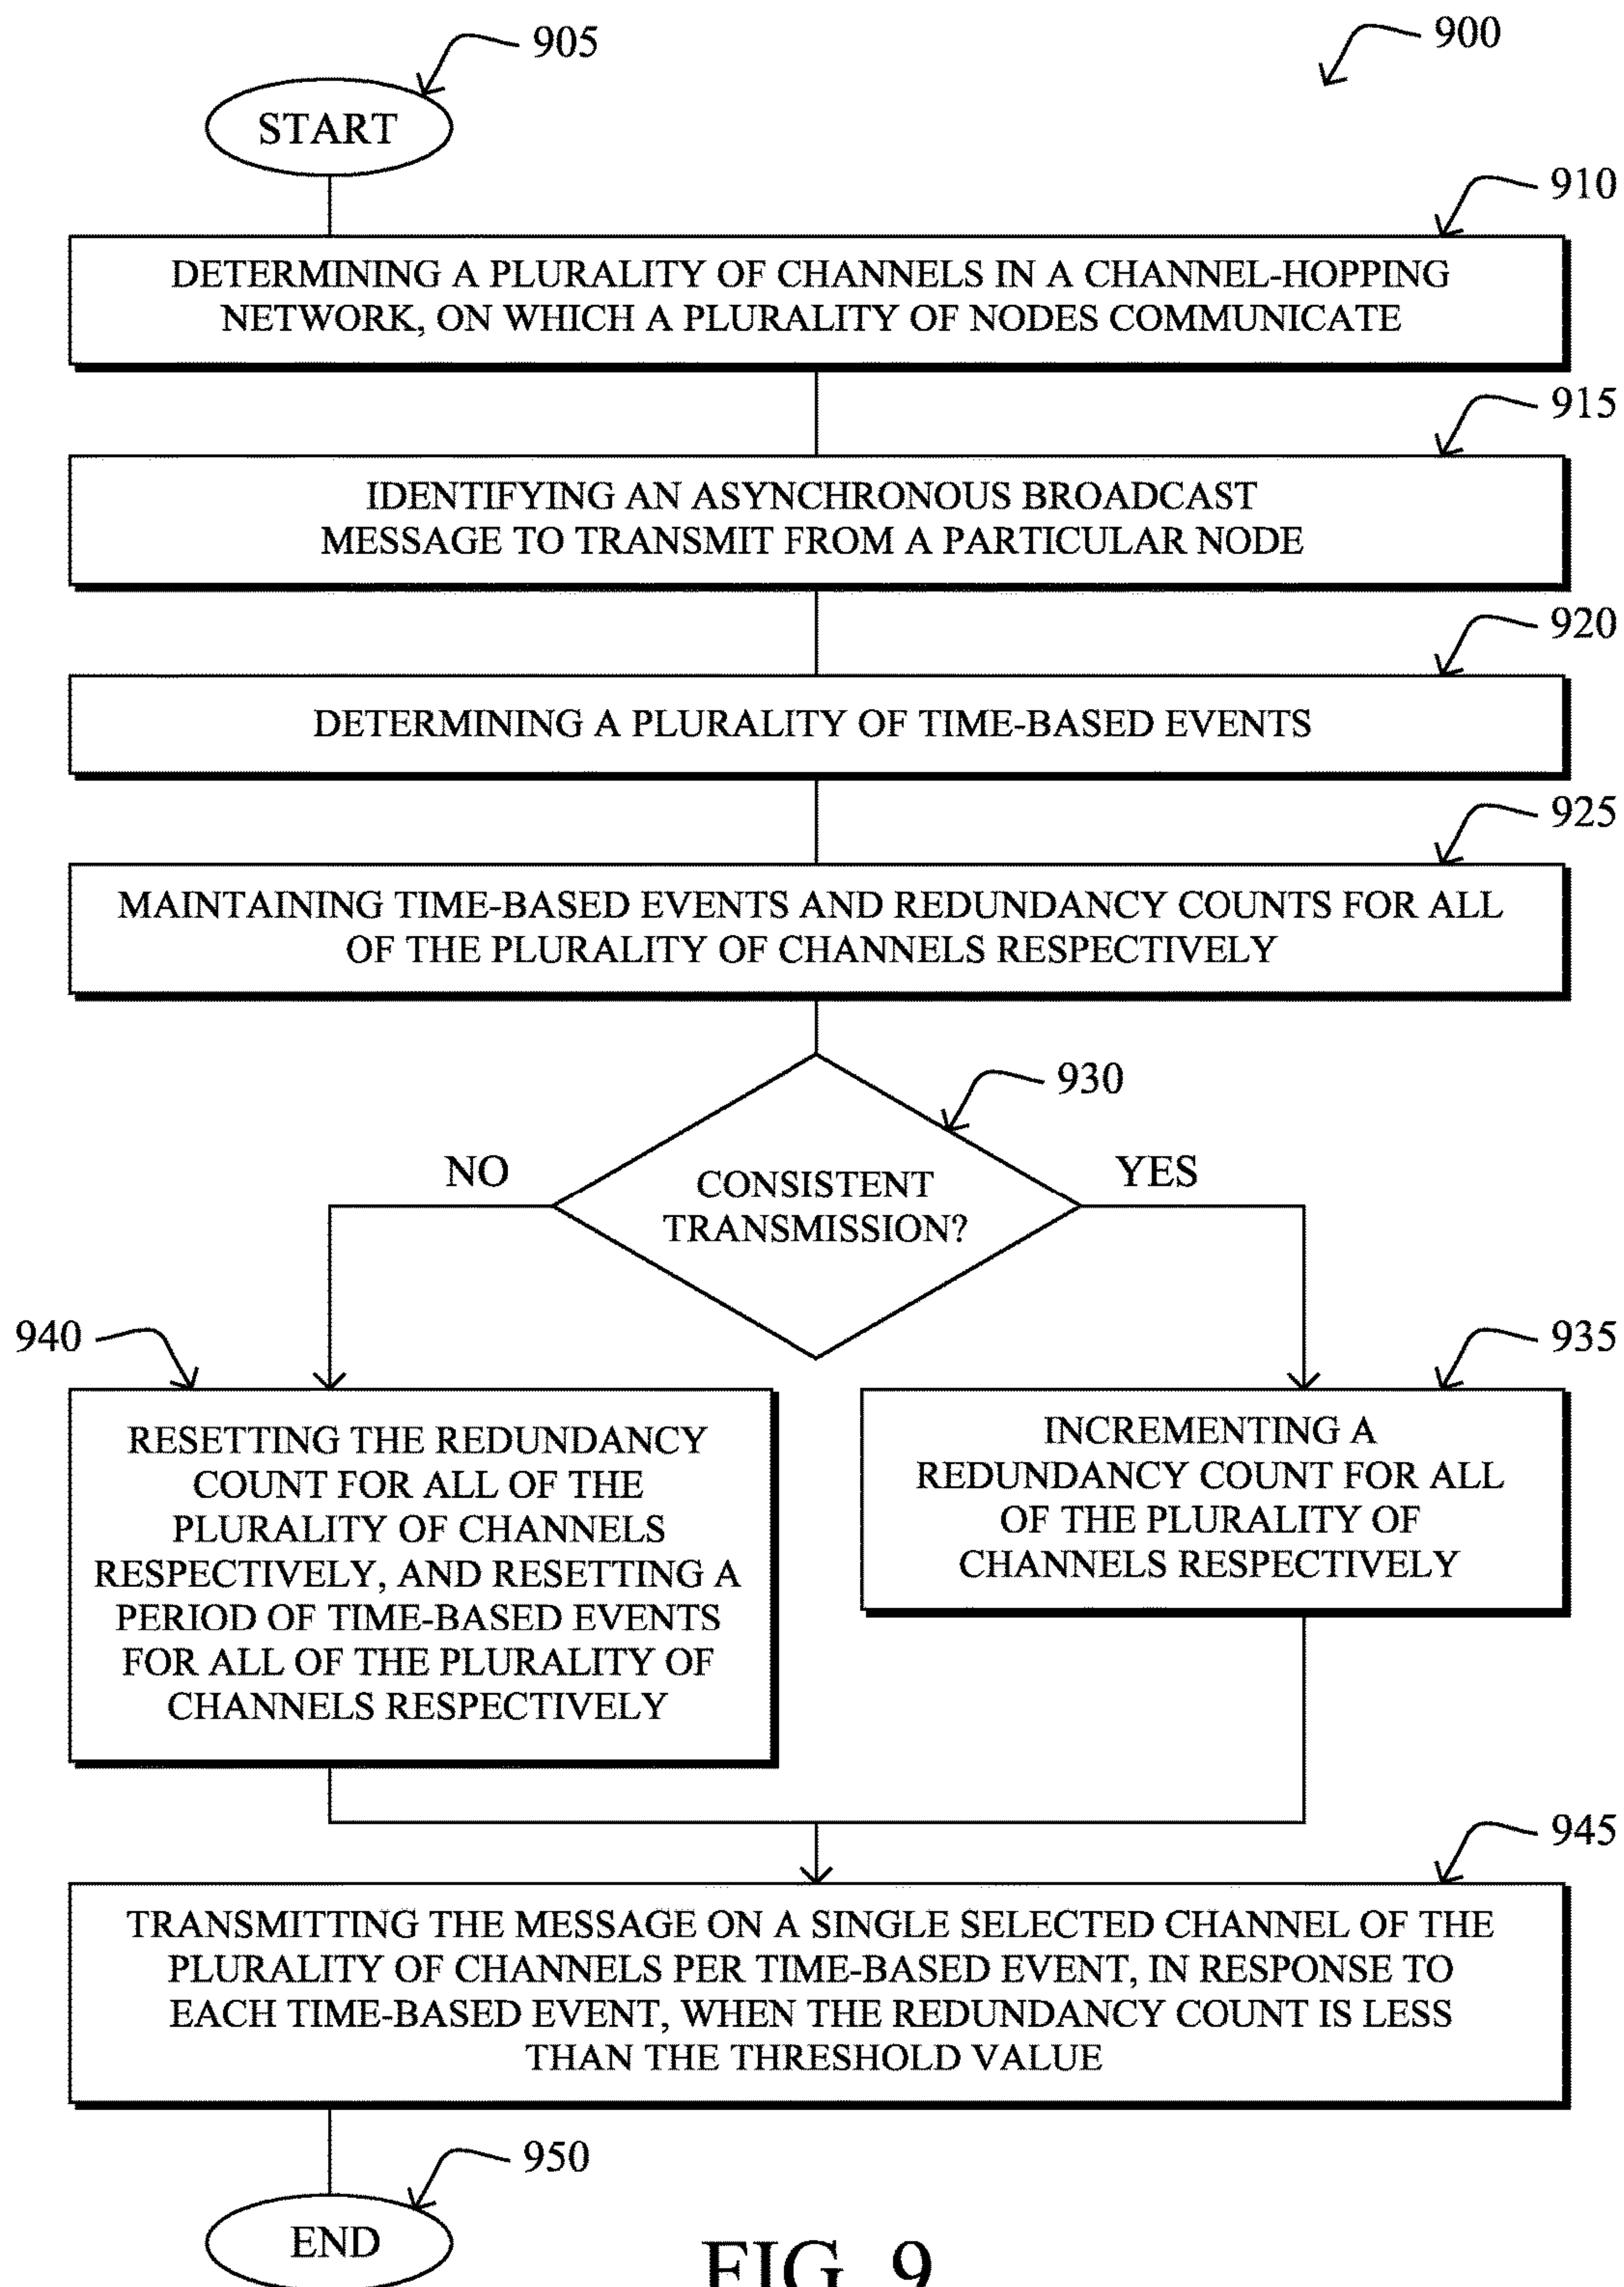 905
900
START
910
DETERMINING A PLURALITY OF CHANNELS IN A CHANNEL-HOPPING
NETWORK, ON WHICH A PLURALITY OF NODES COMMUNICATE
915
IDENTIFYING AN ASYNCHRONOUS BROADCAST
MESSAGE TO TRANSMIT FROM A PARTICULAR NODE
920
DETERMINING A PLURALITY OF TIME-BASED EVENTS
925
MAINTAINING TIME-BASED EVENTS AND REDUNDANCY COUNTS FOR ALL
OF THE PLURALITY OF CHANNELS RESPECTIVELY
930
NO
YES
CONSISTENT
TRANSMISSION?
940
935
RESETTING THE REDUNDANCY
COUNT FOR ALL OF THE
PLURALITY OF CHANNELS
RESPECTIVELY, AND RESETTING A
PERIOD OF TIME-BASED EVENTS
FOR ALL OF THE PLURALITY OF
CHANNELS RESPECTIVELY
INCREMENTING A
REDUNDANCY COUNT FOR ALL
OF THE PLURALITY OF
CHANNELS RESPECTIVELY
945
TRANSMITTING THE MESSAGE ON A SINGLE SELECTED CHANNEL OF THE
PLURALITY OF CHANNELS PER TIME-BASED EVENT, IN RESPONSE TO
EACH TIME-BASED EVENT, WHEN THE REDUNDANCY COUNT IS LESS
THAN THE THRESHOLD VALUE
950
END
FIG. 9